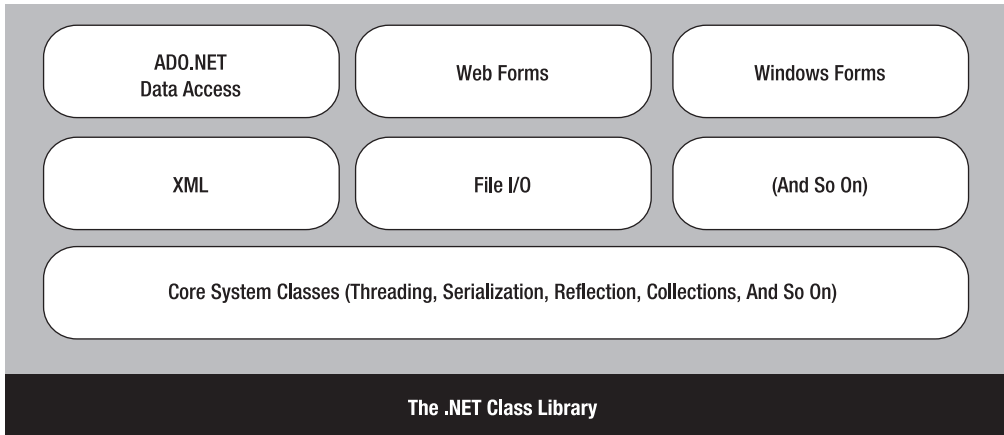 ADO.NET
Data Access
Web Forms
Windows Forms
XML
File I/O
(And So On)
Core System Classes (Threading, Serialization, Reflection, Collections, And So On)
The .NET Class Library